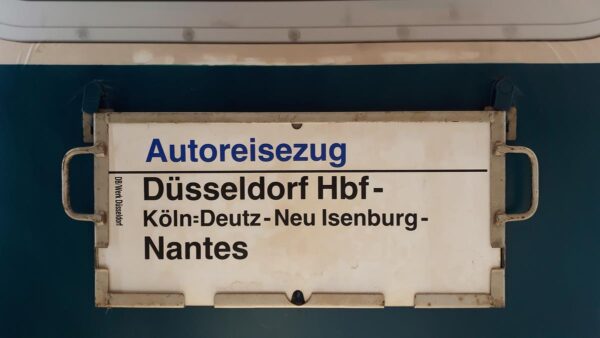 Autoreisezug
Düsseldorf Hbf-
Köln=Deutz-Neu Isenburg-
Nantes
DB/Werk Düsseldorf